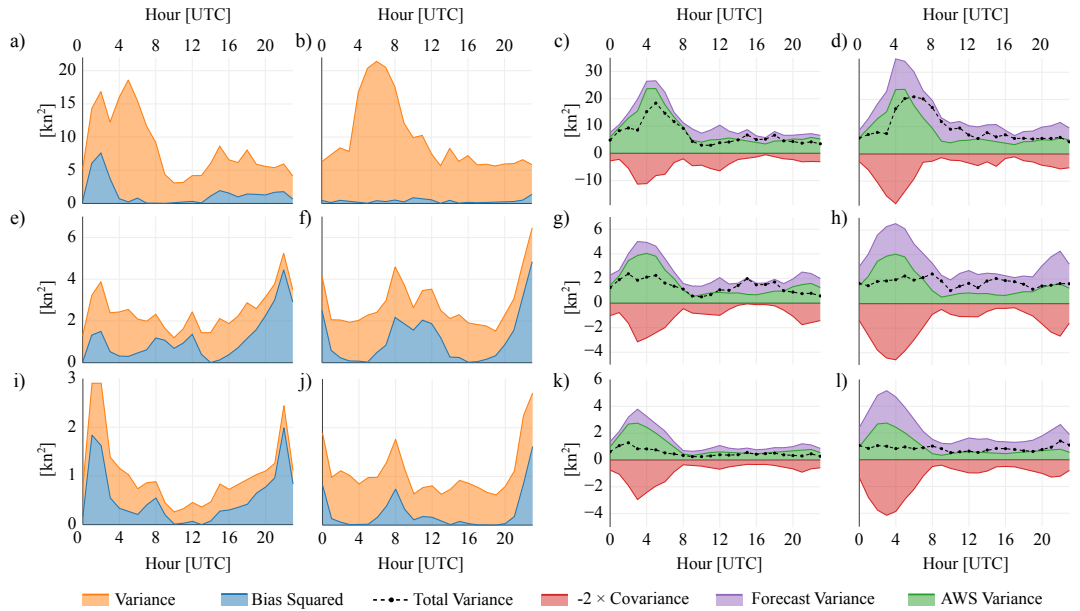 Hour [UTC] Hour [UTC] Hour [UTC] Hour [UTC]
a) 0 4 8 12 16 20 b) 0 4 8 12 16 20 c) 0 4 8 12 16 20 d) 0 4 8 12 16 20
[kn²] 20 15 10 5 0
[kn²] 30 20 10 0 −10
e) f) g) h)
[kn²] 6 4 2 0
[kn²] 6 4 2 0 −2 −4
i) j) k) l)
[kn²] 3 2 1 0
[kn²] 6 4 2 0 −2 −4
0 4 8 12 16 20 0 4 8 12 16 20 0 4 8 12 16 20 0 4 8 12 16 20
Hour [UTC] Hour [UTC] Hour [UTC] Hour [UTC]
Variance Bias Squared Total Variance -2 × Covariance Forecast Variance AWS Variance